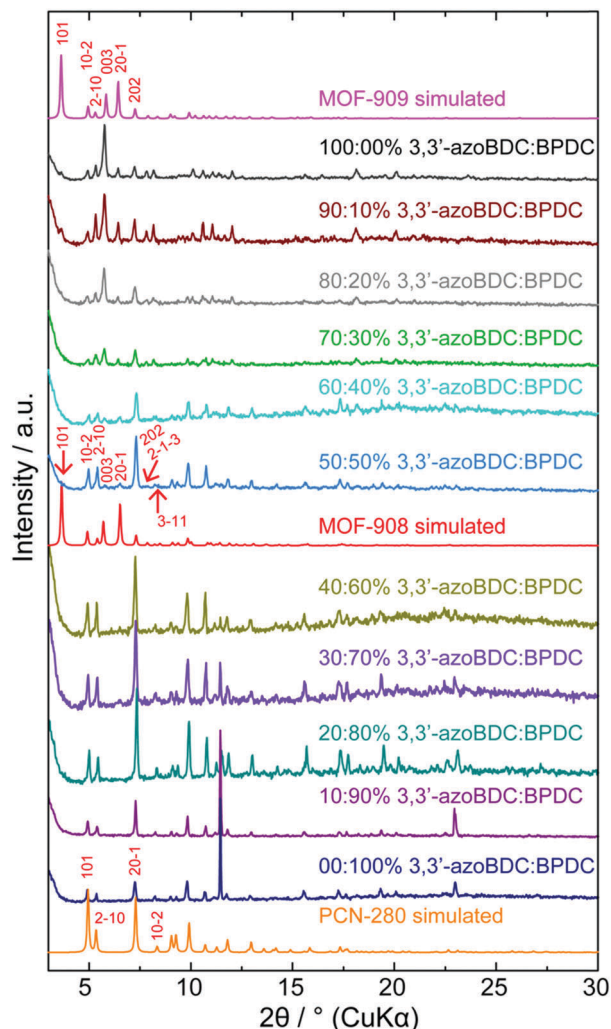 101
10-2
2-10
003
20-1
202
MOF-909 simulated
100:00% 3,3'-azoBDC:BPDC
90:10% 3,3'-azoBDC:BPDC
80:20% 3,3'-azoBDC:BPDC
70:30% 3,3'-azoBDC:BPDC
60:40% 3,3'-azoBDC:BPDC
101
10-2
2-10
003
20-1
202
2-1-3
50:50% 3,3'-azoBDC:BPDC
3-11
MOF-908 simulated
40:60% 3,3'-azoBDC:BPDC
30:70% 3,3'-azoBDC:BPDC
20:80% 3,3'-azoBDC:BPDC
10:90% 3,3'-azoBDC:BPDC
00:100% 3,3'-azoBDC:BPDC
101
2-10
20-1
10-2
PCN-280 simulated
Intensity / a.u.
5 10 15 20 25 30
2θ / ° (CuKα)